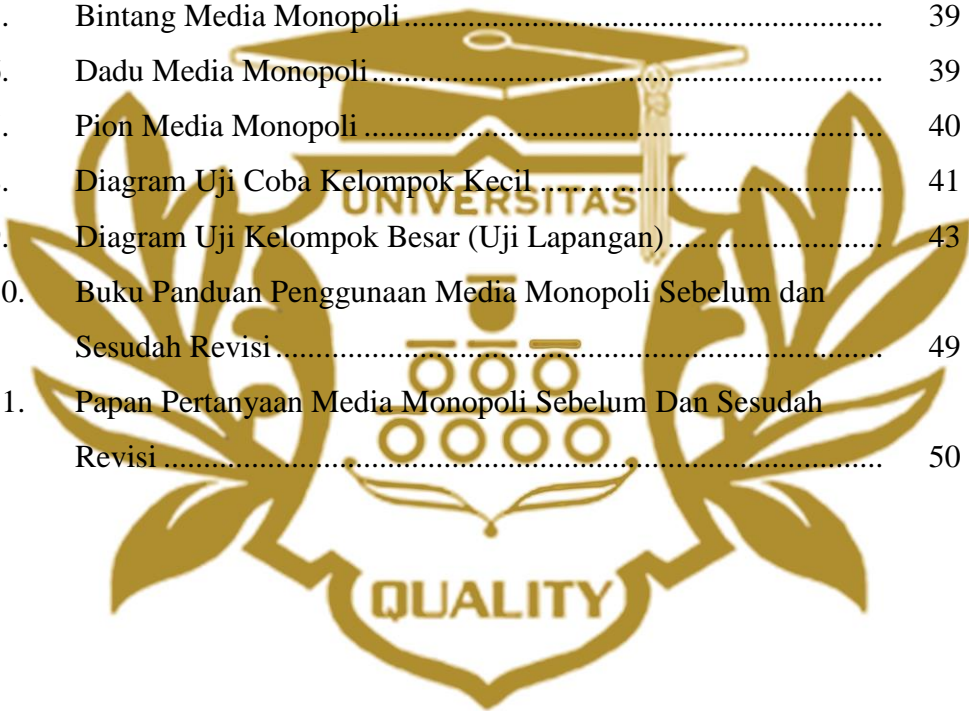 . Bintang Media Monopoli................................................................ 39
. Dadu Media Monopoli.................................................................... 39
. Pion Media Monopoli..................................................................... 40
. Diagram Uji Coba Kelompok Kecil.............................................. 41
. Diagram Uji Kelompok Besar (Uji Lapangan)............................. 43
0. Buku Panduan Penggunaan Media Monopoli Sebelum dan
Sesudah Revisi................................................................................. 49
1. Papan Pertanyaan Media Monopoli Sebelum Dan Sesudah
Revisi................................................................................................ 50
UNIVERSITAS
QUALITY